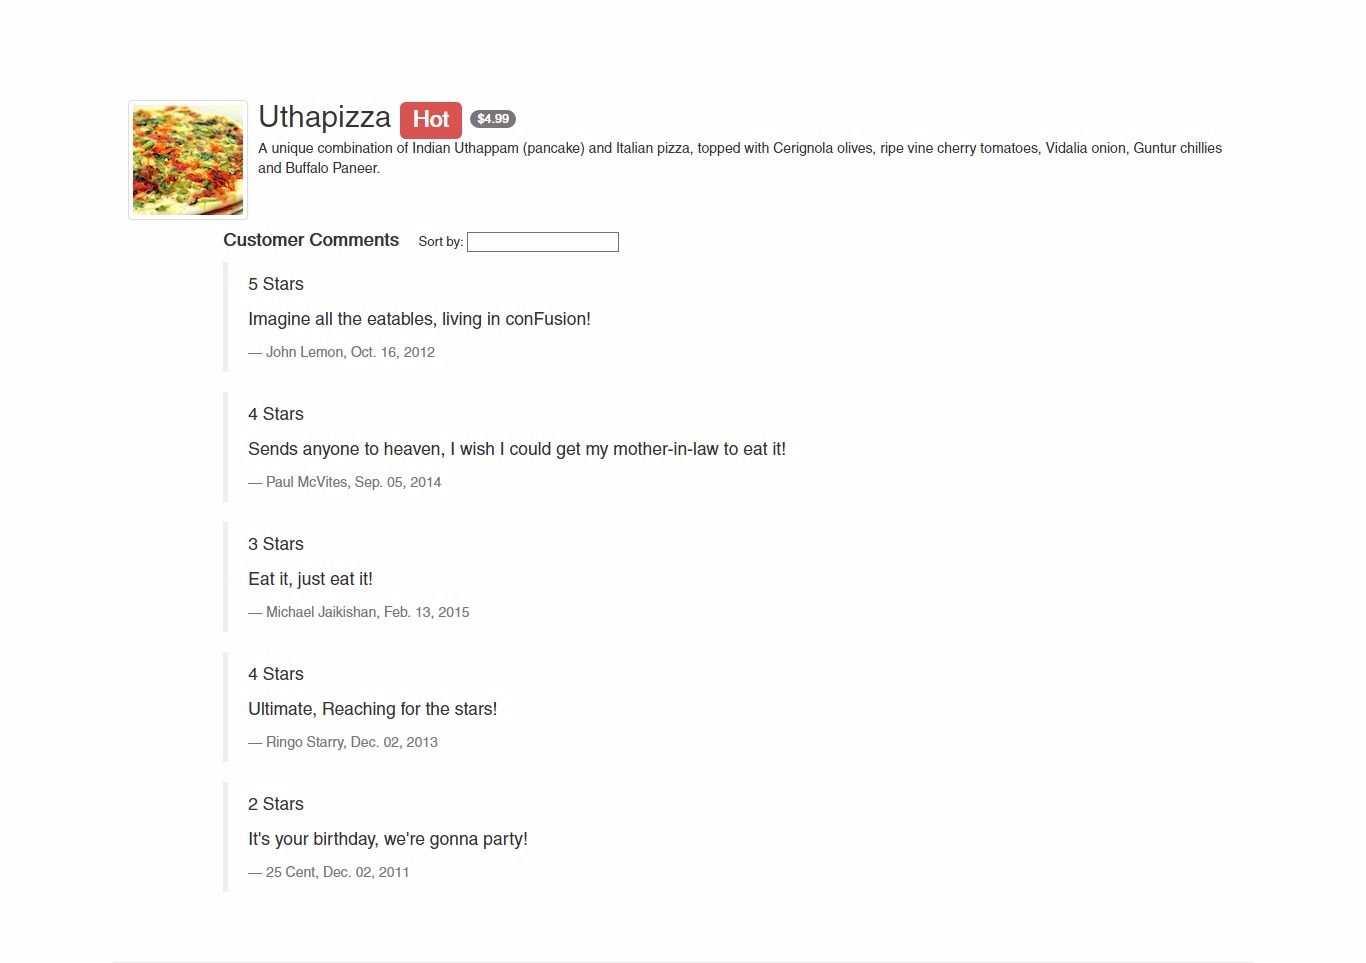 Uthapizza Hot $4.99
A unique combination of Indian Uthappam (pancake) and Italian pizza, topped with Cerignola olives, ripe vine cherry tomatoes, Vidalia onion, Guntur chillies
and Buffalo Paneer.
Customer Comments Sort by:
5 Stars
Imagine all the eatables, living in conFusion!
— John Lemon, Oct. 16, 2012
4 Stars
Sends anyone to heaven, I wish I could get my mother-in-law to eat it!
— Paul McVites, Sep. 05, 2014
3 Stars
Eat it, just eat it!
— Michael Jaikishan, Feb. 13, 2015
4 Stars
Ultimate, Reaching for the stars!
— Ringo Starry, Dec. 02, 2013
2 Stars
It's your birthday, we're gonna party!
— 25 Cent, Dec. 02, 2011